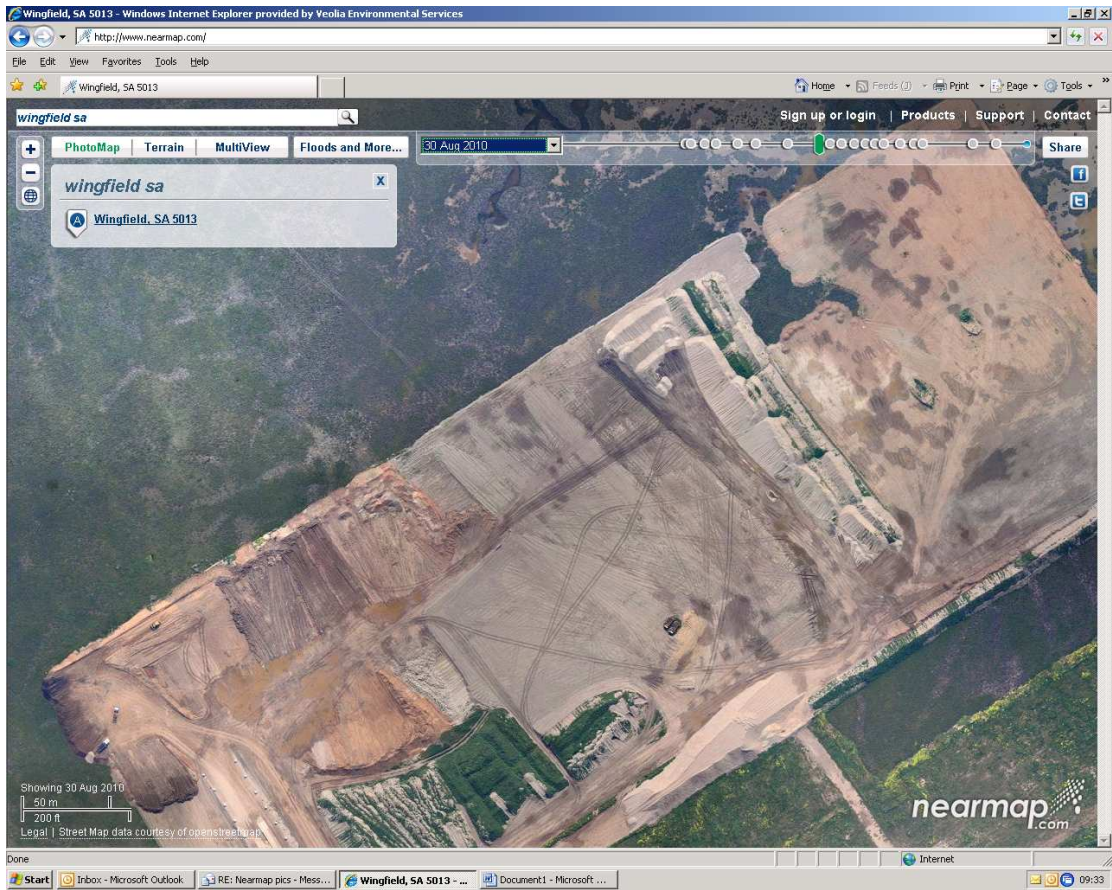 Wingfield, SA 5013 - Windows Internet Explorer provided by Veolia Environmental Services
http://www.nearmap.com/
File Edit View Favorites Tools Help
Wingfield, SA 5013
Home Feeds (J) Print Page Tools »
wingfield sa
Sign up or login | Products | Support | Contact
PhotoMap Terrain MultiView Floods and More... 30 Aug 2010 Share
wingfield sa X
A Wingfield, SA 5013
Showing 30 Aug 2010
50 m
200 ft
Legal | Street Map data courtesy of openstreetmap
nearmap.com
Done Internet
Start Inbox - Microsoft Outlook RE: Nearmap pics - Mess... Wingfield, SA 5013 - ... Document1 - Microsoft ... 09:33